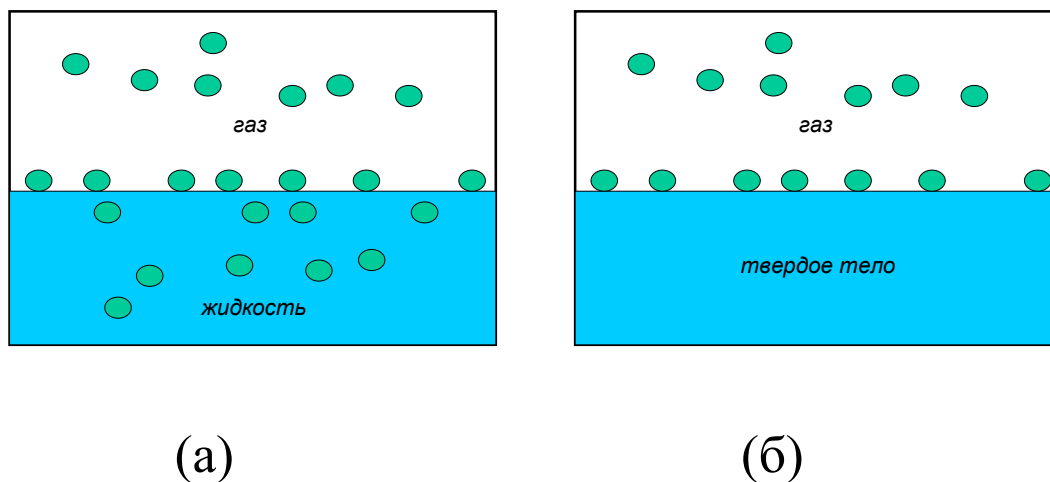 газ
жидкость
(а)
газ
твердое тело
(б)